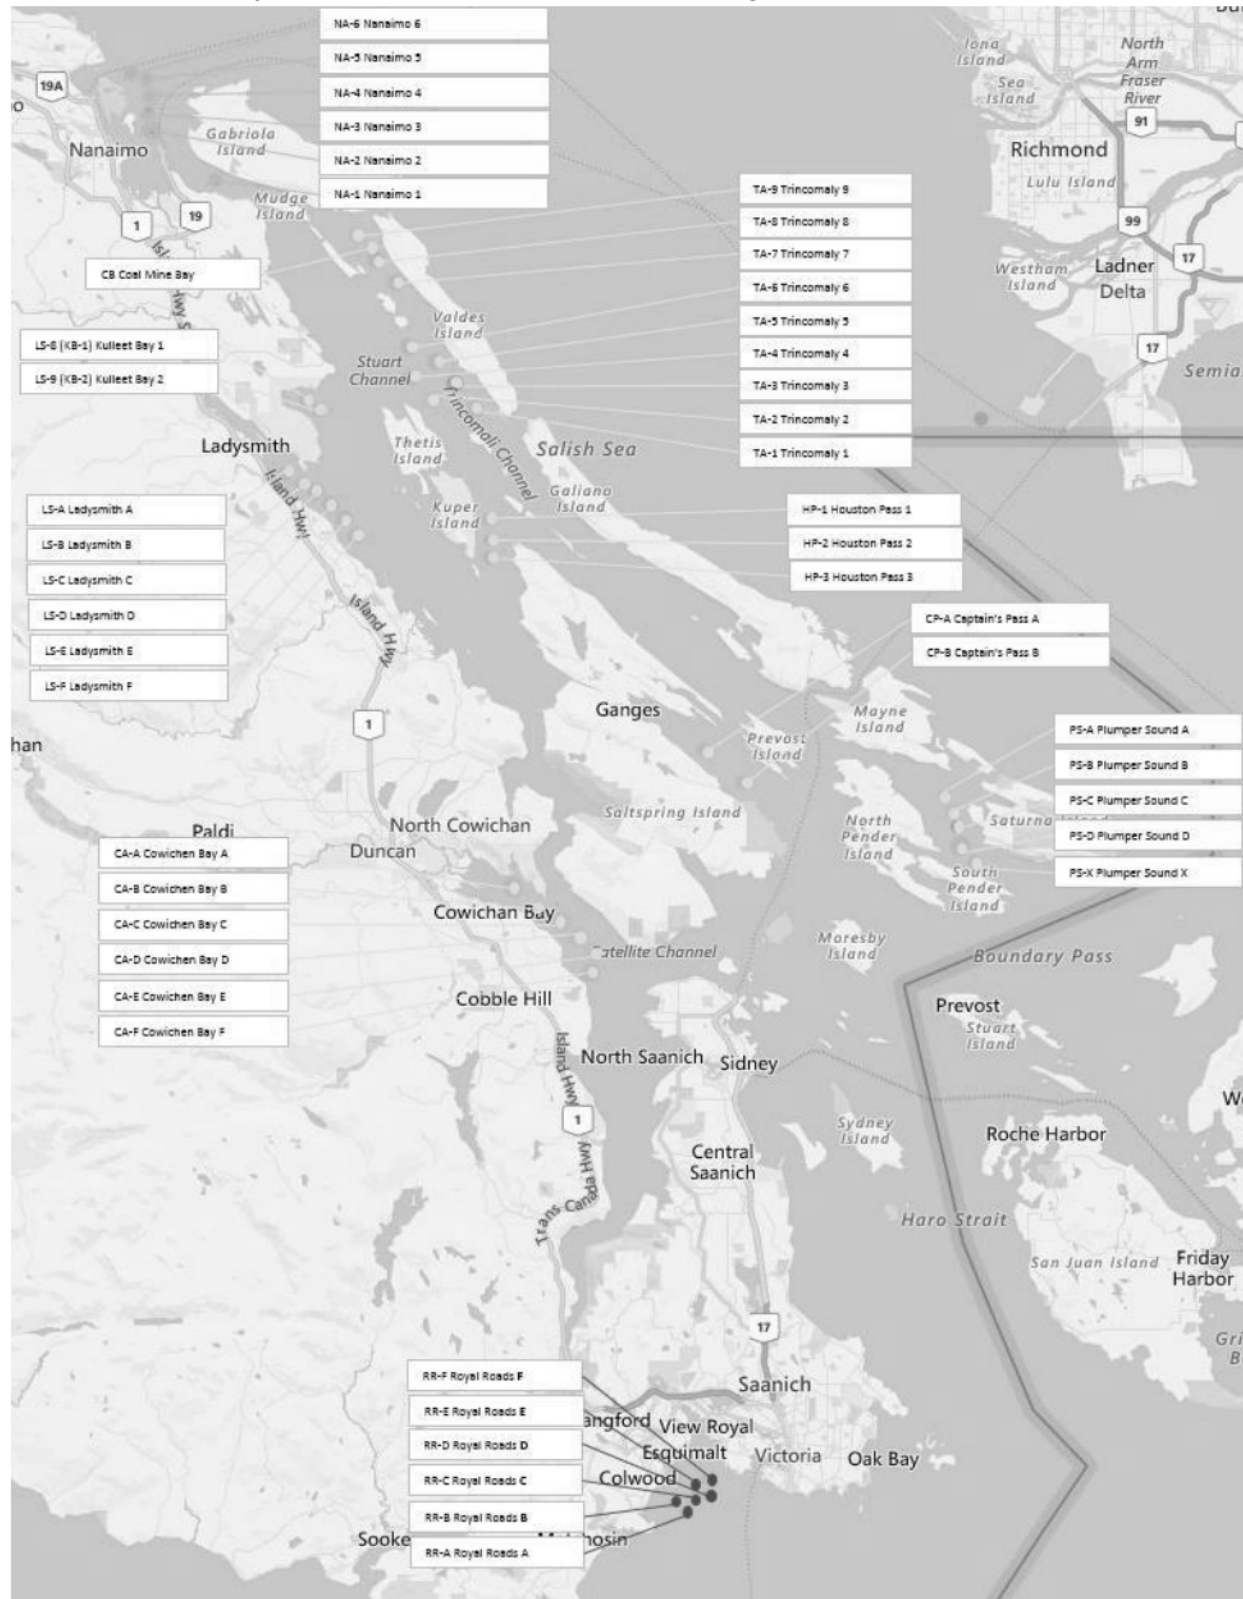 NA-6 Nanaimo 6
NA-5 Nanaimo 5
NA-4 Nanaimo 4
NA-3 Nanaimo 3
NA-2 Nanaimo 2
NA-1 Nanaimo 1
Iona
Island
Sea
Island
North
Arm
Fraser
River
91
19A
Nanaimo
Gabriola
Island
Richmond
Lulu Island
Mudge
Island
1
19
99
17
Westham
Island
Ladner
Delta
17
TA-9 Trincomaly 9
TA-8 Trincomaly 8
TA-7 Trincomaly 7
TA-6 Trincomaly 6
TA-5 Trincomaly 5
TA-4 Trincomaly 4
TA-3 Trincomaly 3
TA-2 Trincomaly 2
TA-1 Trincomaly 1
CB Coal Mine Bay
Valdes
Island
LS-8 (KB-1) Kulleet Bay 1
LS-9 (KB-2) Kulleet Bay 2
Stuart
Channel
Trincomali Channel
Semia
Ladysmith
Thetis
Island
Salish Sea
Galiano
Island
Kuper
Island
Island Hwy
LS-A Ladysmith A
LS-B Ladysmith B
LS-C Ladysmith C
LS-D Ladysmith D
LS-E Ladysmith E
LS-F Ladysmith F
HP-1 Houston Pass 1
HP-2 Houston Pass 2
HP-3 Houston Pass 3
Island Hwy
CP-A Captain's Pass A
CP-B Captain's Pass B
1
Ganges
Prevost
Island
Mayne
Island
han
PS-A Plumper Sound A
PS-B Plumper Sound B
PS-C Plumper Sound C
PS-D Plumper Sound D
PS-X Plumper Sound X
Saltspring Island
North
Pender
Island
Saturna Island
South
Pender
Island
Paldi
North Cowichan
Duncan
CA-A Cowichen Bay A
CA-B Cowichen Bay B
CA-C Cowichen Bay C
CA-D Cowichen Bay D
CA-E Cowichen Bay E
CA-F Cowichen Bay F
Cowichan Bay
atellite Channel
Moresby
Island
Boundary Pass
Cobble Hill
Prevost
Stuart
Island
Island Hwy
North Saanich
Sidney
1
Sydney
Island
Roche Harbor
Central
Saanich
Trans Canada Hwy
Haro Strait
San Juan Island
Friday
Harbor
17
Gri
B
Saanich
RR-F Royal Roads F
RR-E Royal Roads E
RR-D Royal Roads D
RR-C Royal Roads C
RR-B Royal Roads B
RR-A Royal Roads A
angford
View Royal
Esquimalt
Victoria
Oak Bay
Colwood
Sooke
hosin